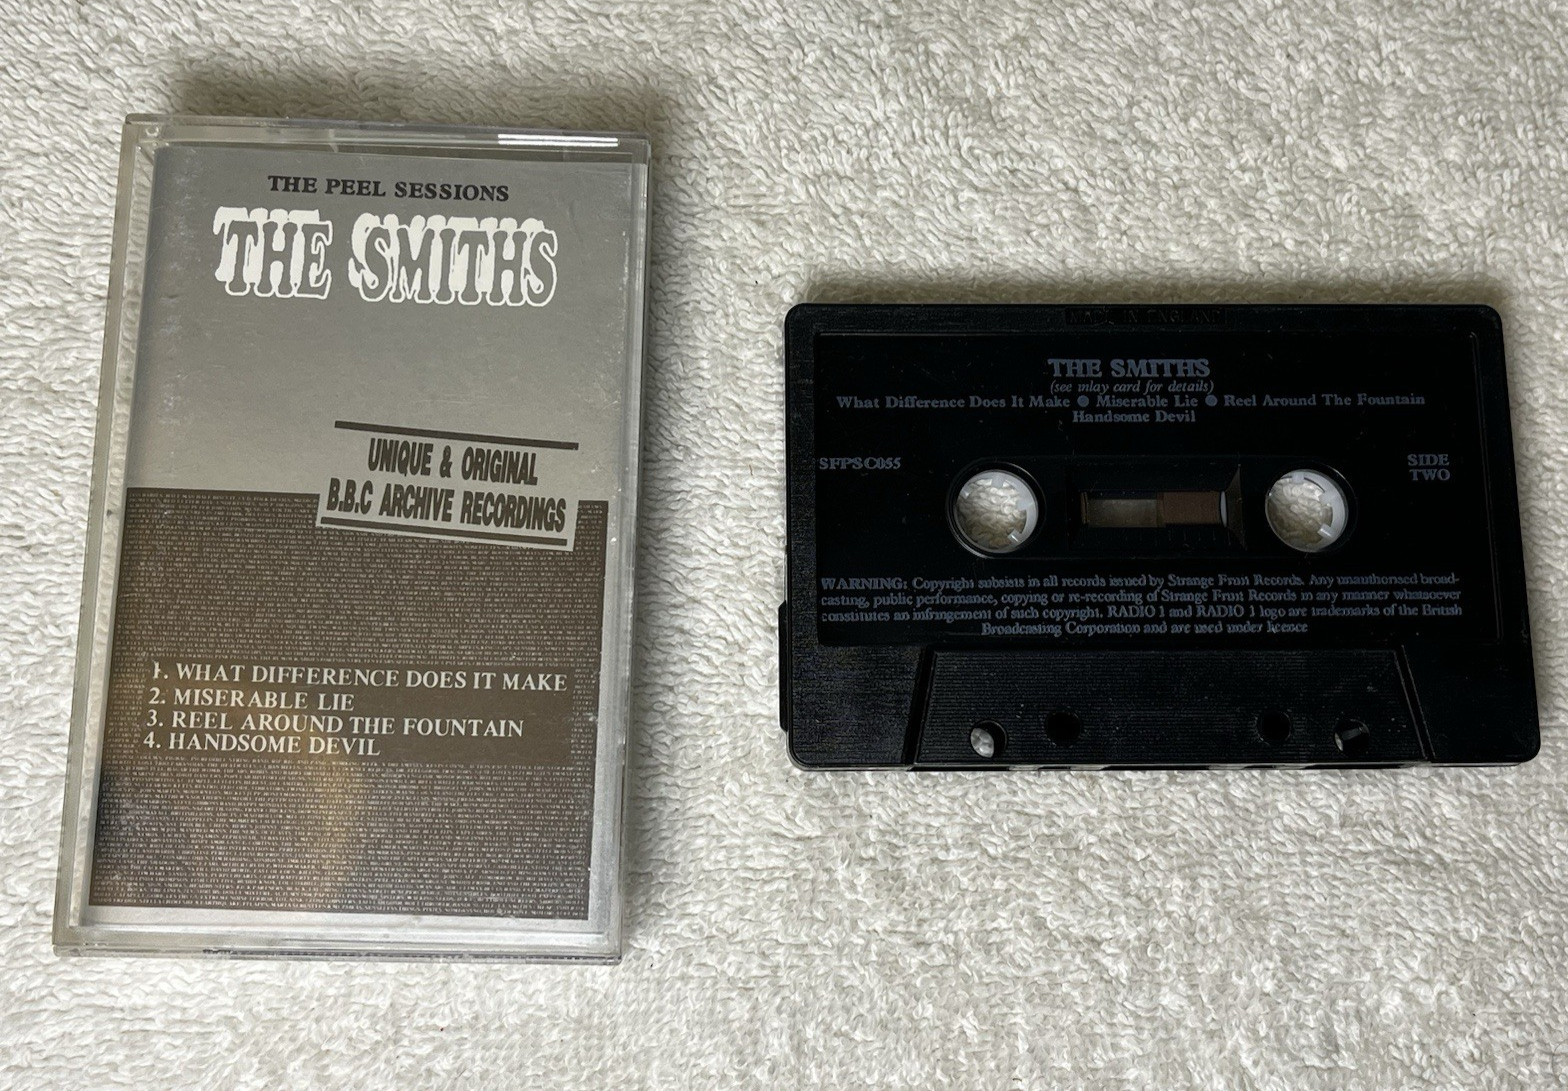 THE PEEL SESSIONS
THE SMITHS
UNIQUE & ORIGINAL
B.B.C ARCHIVE RECORDINGS
1. WHAT DIFFERENCE DOES IT MAKE
2. MISERABLE LIE
3. REEL AROUND THE FOUNTAIN
4. HANDSOME DEVIL
MADE IN ENGLAND
THE SMITHS
(see inlay card for details)
What Difference Does It Make ● Miserable Lie ● Reel Around The Fountain
Handsome Devil
SFPSC055
SIDE
TWO
WARNING: Copyright subsists in all records issued by Strange Fruit Records. Any unauthorised broad-
casting, public performance, copying or re-recording of Strange Fruit Records in any manner whatsoever
constitutes an infringement of such copyright. RADIO 1 and RADIO 1 logo are trademarks of the British
Broadcasting Corporation and are used under licence